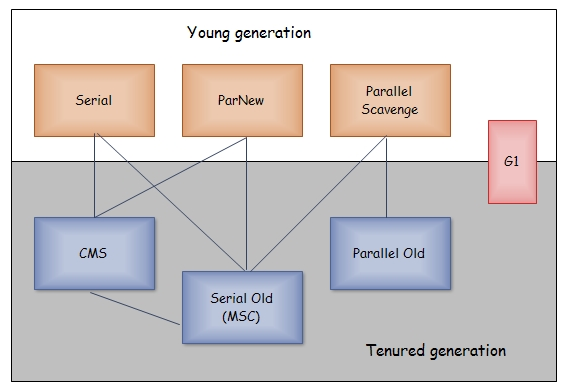 Young generation
Serial
ParNew
Parallel
Scavenge
G1
CMS
Serial Old
(MSC)
Parallel Old
Tenured generation